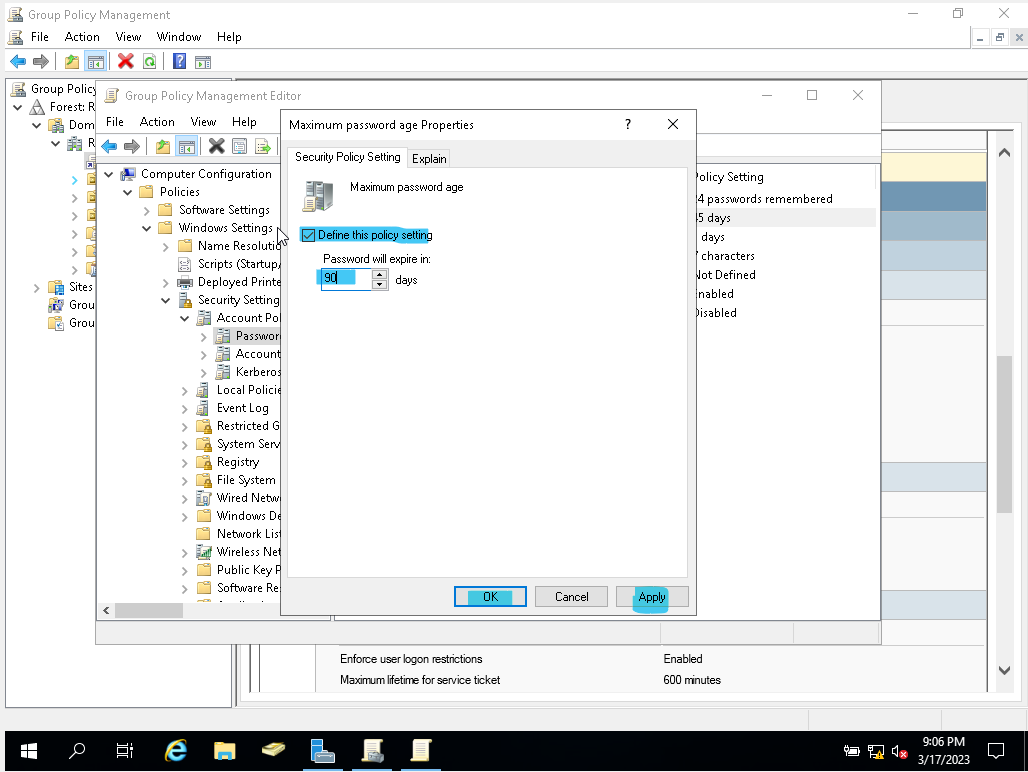 Group Policy Management
File Action View Window Help
Group Policy
Forest: R
Dom
R
Sites
Grou
Grou
Group Policy Management Editor
File Action View Help
Computer Configuration
Policies
Software Settings
Windows Settings
Name Resolutio
Scripts (Startup/
Deployed Printe
Security Setting
Account Pol
Passwor
Account
Kerberos
Local Policie
Event Log
Restricted G
System Serv
Registry
File System
Wired Netw
Windows De
Network List
Wireless Net
Public Key P
Software Re
Policy Setting
24 passwords remembered
45 days
days
7 characters
Not Defined
Enabled
Disabled
Maximum password age Properties
?
Security Policy Setting Explain
Maximum password age
Define this policy setting
Password will expire in:
90 days
OK Cancel Apply
Enforce user logon restrictions Enabled
Maximum lifetime for service ticket 600 minutes
9:06 PM
3/17/2023